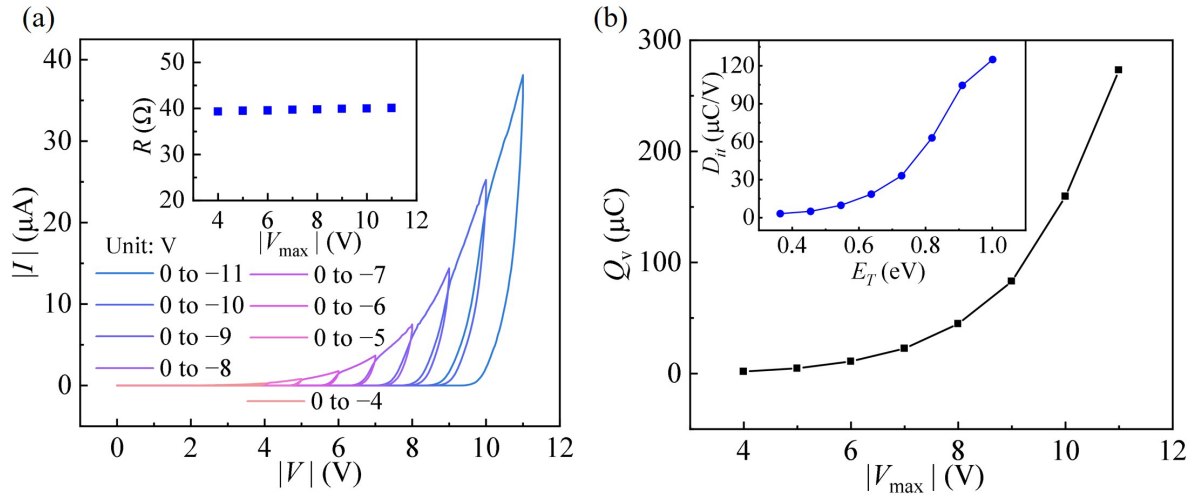 (a)
40
30
20
10
0
|I| (μA)
50
40
30
20
R (Ω)
4 6 8 10 12
|Vmax| (V)
Unit: V
0 to −11
0 to −10
0 to −9
0 to −8
0 to −7
0 to −6
0 to −5
0 to −4
0 2 4 6 8 10 12
|V| (V)
(b)
300
200
100
0
Qv (μC)
120
90
60
30
0
Dit (μC/V)
0.4 0.6 0.8 1.0
ET (eV)
4 6 8 10 12
|Vmax| (V)